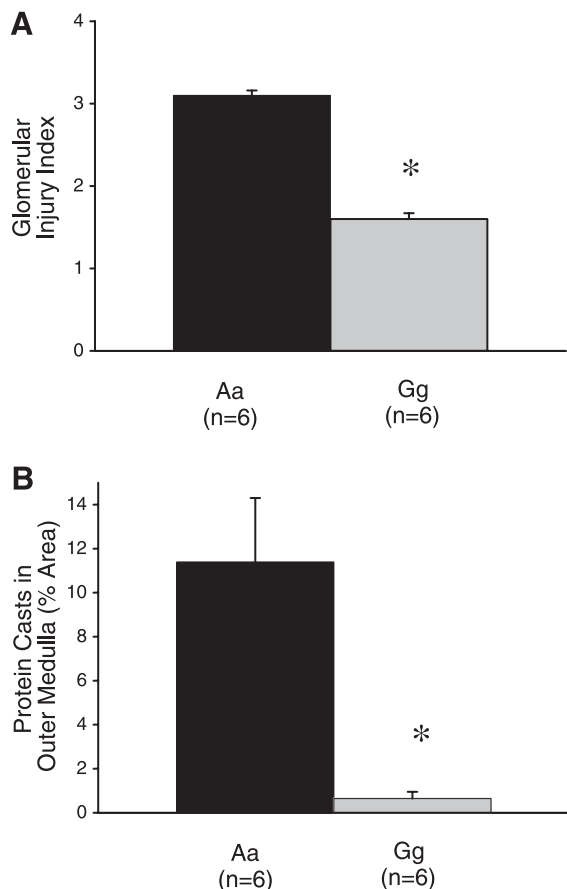 A
4
3
2
1
0
Glomerular
Injury Index
*
Aa
(n=6)
Gg
(n=6)
B
14
12
10
8
6
4
2
0
Protein Casts in
Outer Medulla (% Area)
*
Aa
(n=6)
Gg
(n=6)